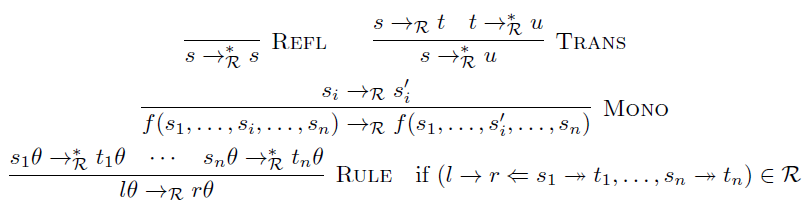 s →*_R s REFL    s →_R t  t →*_R u / s →*_R u TRANS
s_i →_R s′_i / f(s_1, . . . , s_i, . . . , s_n) →_R f(s_1, . . . , s′_i, . . . , s_n) MONO
s_1θ →*_R t_1θ · · · s_nθ →*_R t_nθ / lθ →_R rθ RULE if (l → r ⇐ s_1 ↠ t_1, . . . , s_n ↠ t_n) ∈ R